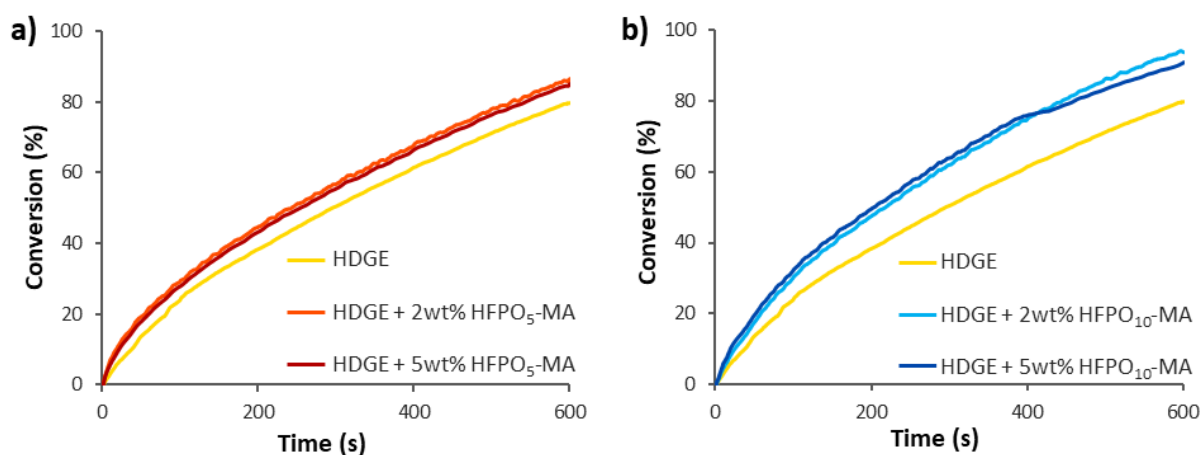 a)
100
80
60
40
20
0
Conversion (%)
HDGE
HDGE + 2wt% HFPO₅-MA
HDGE + 5wt% HFPO₅-MA
0 200 400 600
Time (s)
b)
100
80
60
40
20
0
Conversion (%)
HDGE
HDGE + 2wt% HFPO₁₀-MA
HDGE + 5wt% HFPO₁₀-MA
0 200 400 600
Time (s)